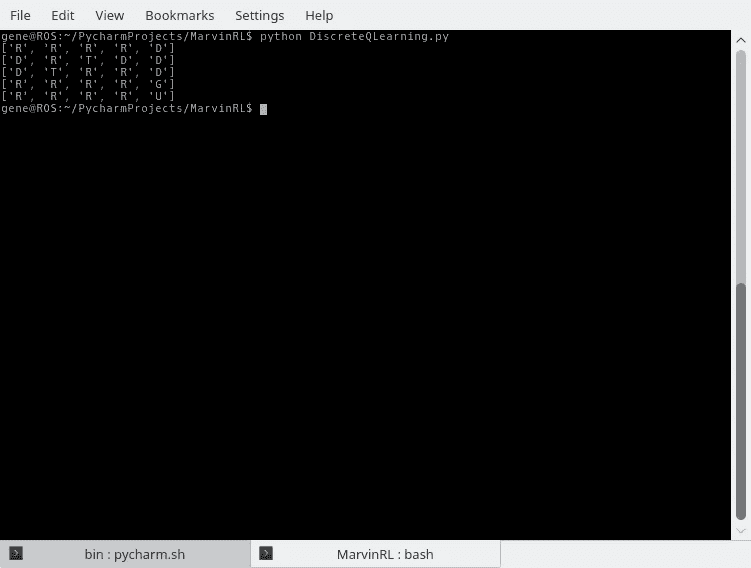 File Edit View Bookmarks Settings Help
gene@ROS:~/PycharmProjects/MarvinRL$ python DiscreteQLearning.py
['R', 'R', 'R', 'R', 'D']
['D', 'R', 'T', 'D', 'D']
['D', 'T', 'R', 'R', 'D']
['R', 'R', 'R', 'R', 'G']
['R', 'R', 'R', 'R', 'U']
gene@ROS:~/PycharmProjects/MarvinRL$
bin : pycharm.sh MarvinRL : bash